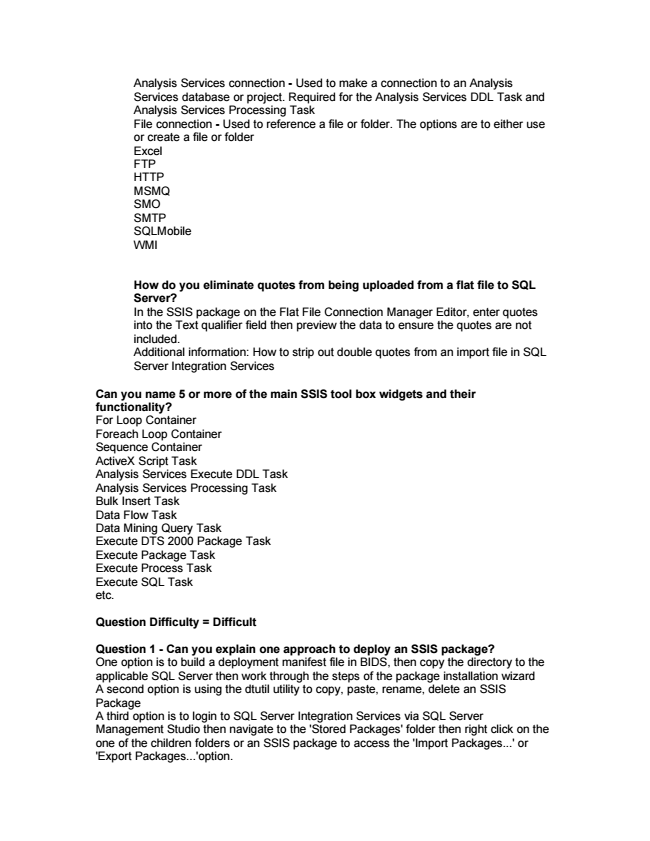 Analysis Services connection - Used to make a connection to an Analysis
Services database or project. Required for the Analysis Services DDL Task and
Analysis Services Processing Task
File connection - Used to reference a file or folder. The options are to either use
or create a file or folder
Excel
FTP
HTTP
MSMQ
SMO
SMTP
SQLMobile
WMI
How do you eliminate quotes from being uploaded from a flat file to SQL
Server?
In the SSIS package on the Flat File Connection Manager Editor, enter quotes
into the Text qualifier field then preview the data to ensure the quotes are not
included.
Additional information: How to strip out double quotes from an import file in SQL
Server Integration Services
Can you name 5 or more of the main SSIS tool box widgets and their
functionality?
For Loop Container
Foreach Loop Container
Sequence Container
ActiveX Script Task
Analysis Services Execute DDL Task
Analysis Services Processing Task
Bulk Insert Task
Data Flow Task
Data Mining Query Task
Execute DTS 2000 Package Task
Execute Package Task
Execute Process Task
Execute SQL Task
etc.
Question Difficulty = Difficult
Question 1 - Can you explain one approach to deploy an SSIS package?
One option is to build a deployment manifest file in BIDS, then copy the directory to the
applicable SQL Server then work through the steps of the package installation wizard
A second option is using the dtutil utility to copy, paste, rename, delete an SSIS
Package
A third option is to login to SQL Server Integration Services via SQL Server
Management Studio then navigate to the 'Stored Packages' folder then right click on the
one of the children folders or an SSIS package to access the 'Import Packages...' or
'Export Packages...'option.